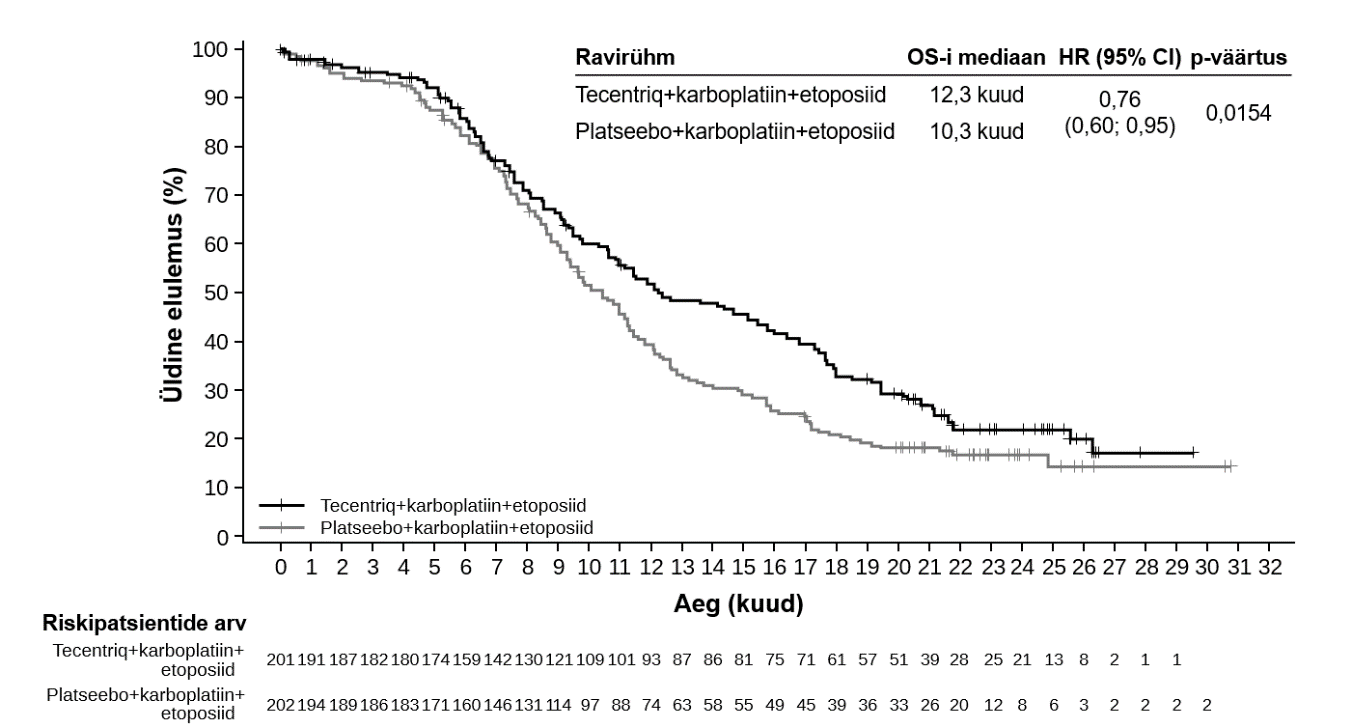 Ravirühm OS-i mediaan HR (95% CI) p-väärtus
Tecentriq+karboplatiin+etoposiid 12,3 kuud 0,76
(0,60; 0,95) 0,0154
Platseebo+karboplatiin+etoposiid 10,3 kuud
Üldine elulemus (%)
100
90
80
70
60
50
40
30
20
10
0
Tecentriq+karboplatiin+etoposiid
Platseebo+karboplatiin+etoposiid
0 1 2 3 4 5 6 7 8 9 10 11 12 13 14 15 16 17 18 19 20 21 22 23 24 25 26 27 28 29 30 31 32
Aeg (kuud)
Riskipatsientide arv
Tecentriq+karboplatiin+
etoposiid
201 191 187 182 180 174 159 142 130 121 109 101 93 87 86 81 75 71 61 57 51 39 28 25 21 13 8 2 1 1
Platseebo+karboplatiin+
etoposiid
202 194 189 186 183 171 160 146 131 114 97 88 74 63 58 55 49 45 39 36 33 26 20 12 8 6 3 2 2 2 2